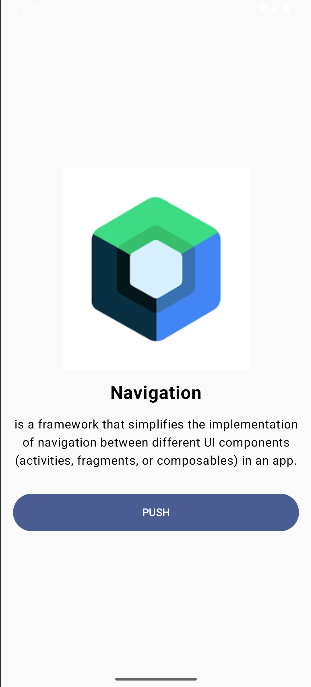 Navigation
is a framework that simplifies the implementation
of navigation between different UI components
(activities, fragments, or composables) in an app.
PUSH